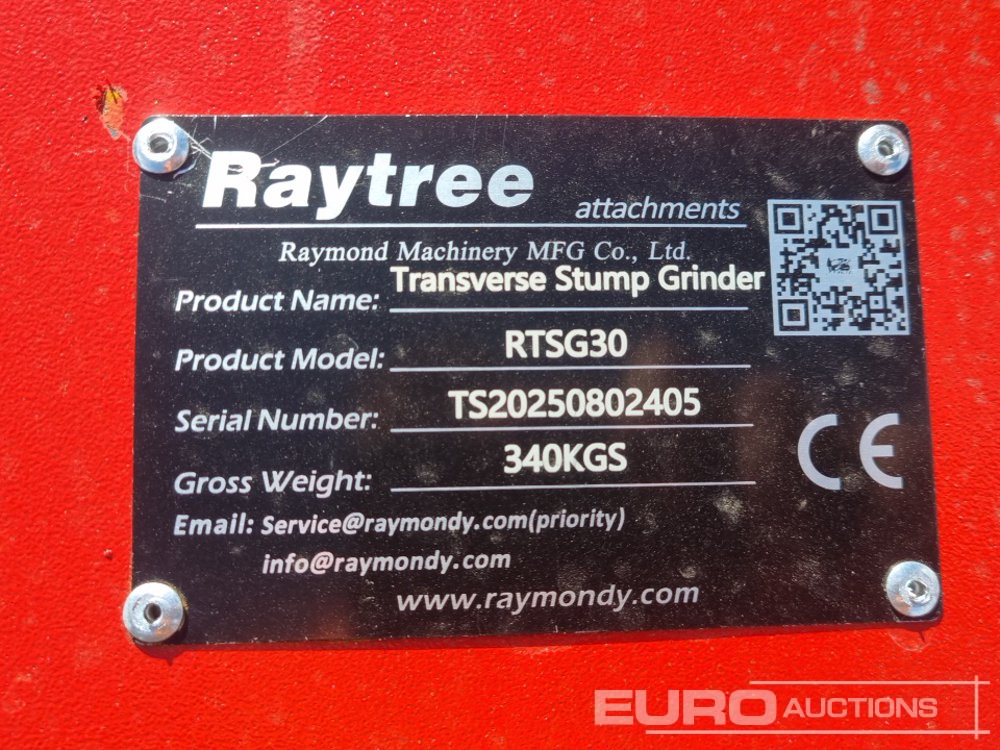 Raytree
attachments
Raymond Machinery MFG Co., Ltd.
Product Name: Transverse Stump Grinder
Product Model: RTSG30
Serial Number: TS20250802405
Gross Weight: 340KGS
CE
Email: Service@raymondy.com(priority)
info@raymondy.com
www.raymondy.com
EURO AUCTIONS